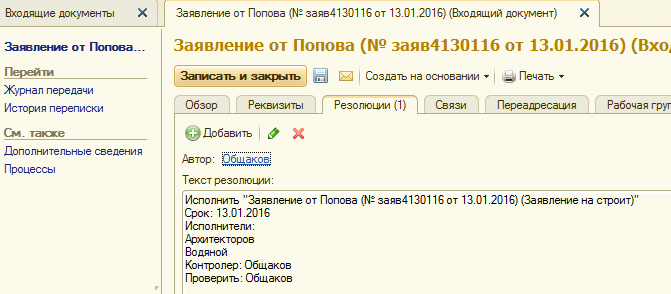 Входящие документы
Заявление от Попова (№ заяв4130116 от 13.01.2016) (Входящий документ)
Заявление от Попова...
Перейти
Журнал передачи
История переписки
См. также
Дополнительные сведения
Процессы
Заявление от Попова (№ заяв4130116 от 13.01.2016) (Вхо
Записать и закрыть
Создать на основании
Печать
Обзор
Реквизиты
Резолюции (1)
Связи
Переадресация
Рабочая груп
Добавить
Автор: Общаков
Текст резолюции:
Исполнить "Заявление от Попова (№ заяв4130116 от 13.01.2016) (Заявление на строит)"
Срок: 13.01.2016
Исполнители:
Архитекторов
Водяной
Контролер: Общаков
Проверить: Общаков